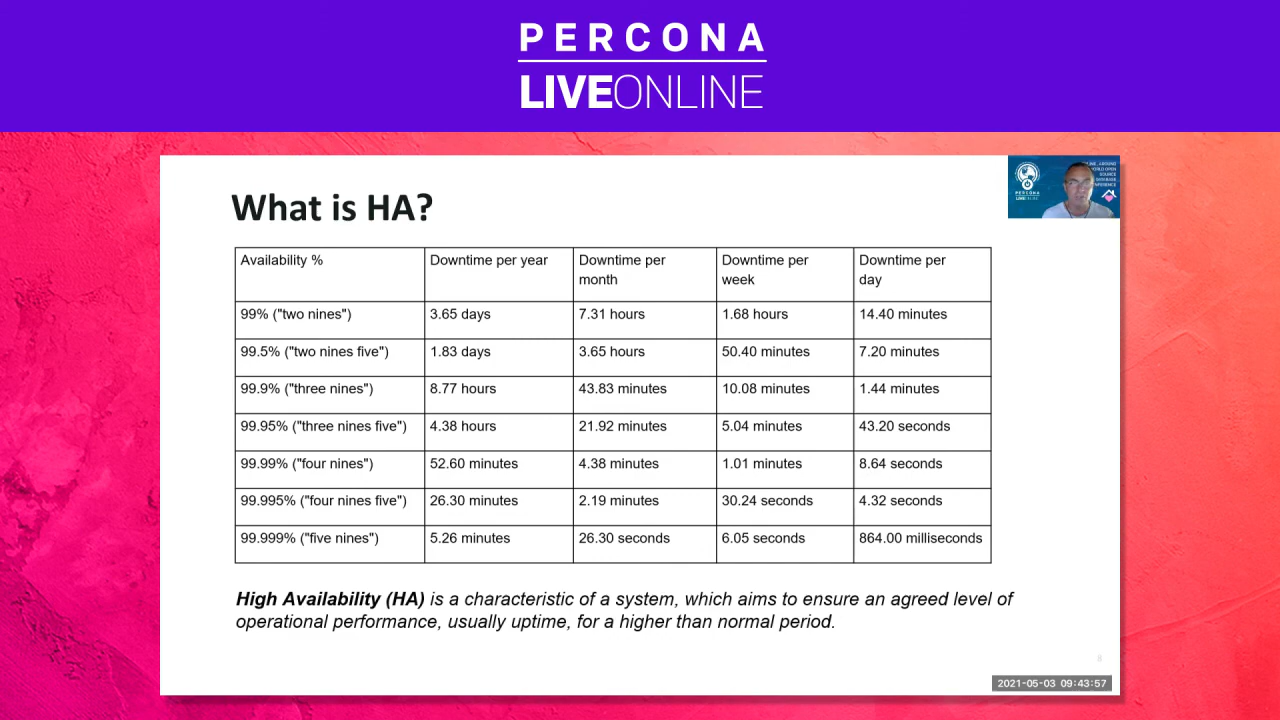 PERCONA
LIVEONLINE
What is HA?
Availability % Downtime per year Downtime per month Downtime per week Downtime per day
99% ("two nines") 3.65 days 7.31 hours 1.68 hours 14.40 minutes
99.5% ("two nines five") 1.83 days 3.65 hours 50.40 minutes 7.20 minutes
99.9% ("three nines") 8.77 hours 43.83 minutes 10.08 minutes 1.44 minutes
99.95% ("three nines five") 4.38 hours 21.92 minutes 5.04 minutes 43.20 seconds
99.99% ("four nines") 52.60 minutes 4.38 minutes 1.01 minutes 8.64 seconds
99.995% ("four nines five") 26.30 minutes 2.19 minutes 30.24 seconds 4.32 seconds
99.999% ("five nines") 5.26 minutes 26.30 seconds 6.05 seconds 864.00 milliseconds
High Availability (HA) is a characteristic of a system, which aims to ensure an agreed level of
operational performance, usually uptime, for a higher than normal period.
PERCONA
LIVEONLINE
OPEN
SOURCE
2021-05-03 09:43:57